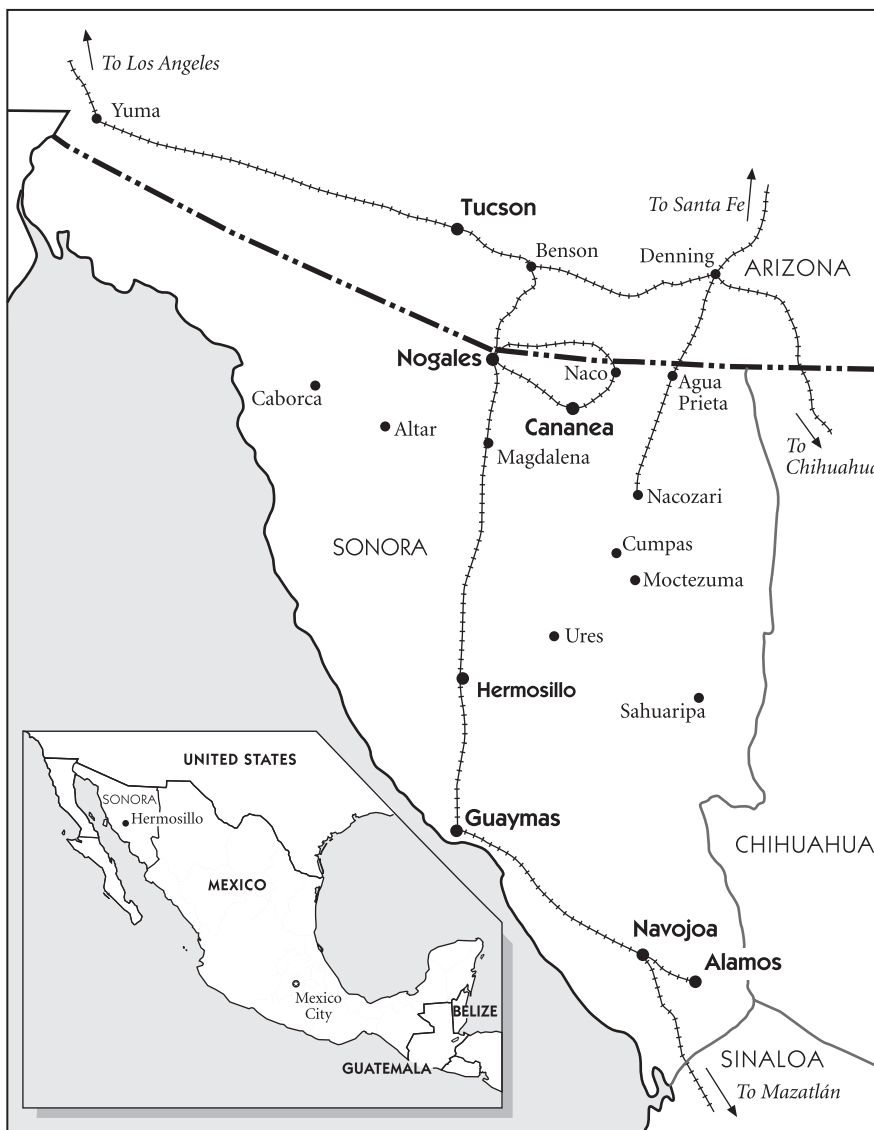 To Los Angeles
Yuma
Tucson
To Santa Fe
Benson
Denning
ARIZONA
Nogales
Naco
Agua
Prieta
Caborca
Cananea
Altar
Magdalena
To
Chihuahua
Nacozari
SONORA
Cumpas
Moctezuma
Ures
Hermosillo
Sahuaripa
Guaymas
CHIHUAHUA
Navojoa
Alamos
SINALOA
To Mazatlán
UNITED STATES
SONORA
Hermosillo
MEXICO
Mexico
City
BELIZE
GUATEMALA